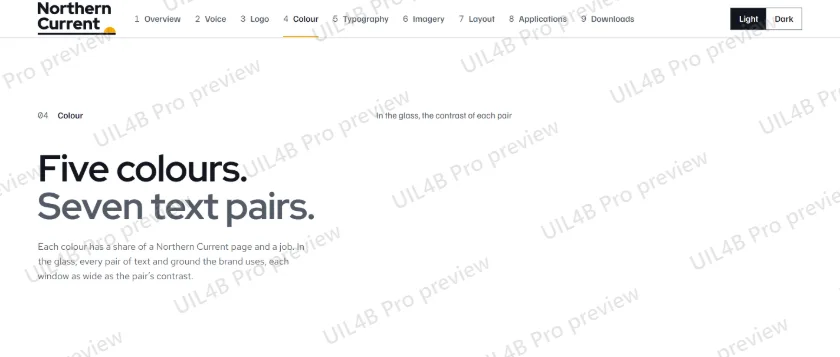 Northern
Current
1 Overview 2 Voice 3 Logo 4 Colour 5 Typography 6 Imagery 7 Layout 8 Applications 9 Downloads Light Dark
04 Colour In the glass, the contrast of each pair
Five colours.
Seven text pairs.
Each colour has a share of a Northern Current page and a job. In
the glass, every pair of text and ground the brand uses, each
window as wide as the pair's contrast.
UIL4B Pro preview